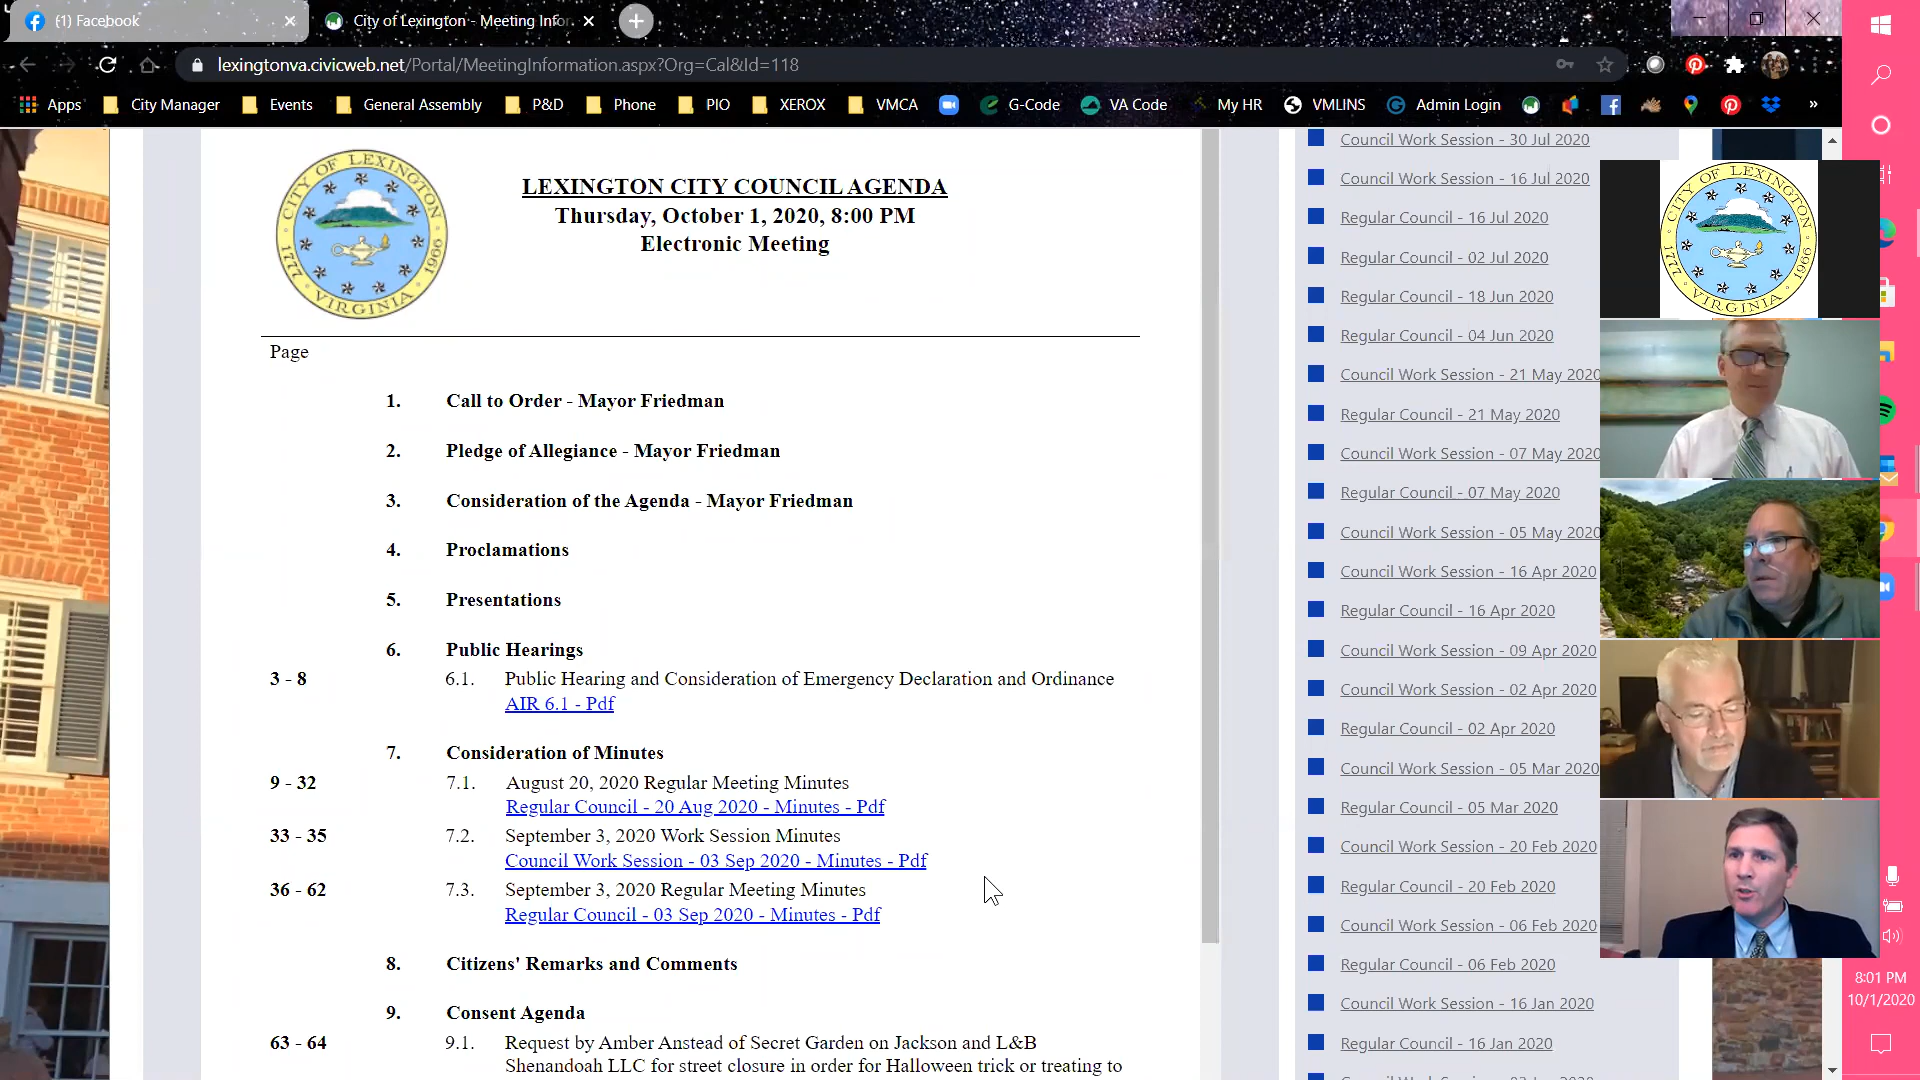 (1) Facebook
City of Lexington - Meeting Infor
lexingtonva.civicweb.net/Portal/MeetingInformation.aspx?Org=Cal&Id=118
Apps City Manager Events General Assembly P&D Phone PIO XEROX VMCA G-Code VA Code My HR VMLINS Admin Login »
CITY OF LEXINGTON
1777 VIRGINIA 1966
LEXINGTON CITY COUNCIL AGENDA
Thursday, October 1, 2020, 8:00 PM
Electronic Meeting
Page
1. Call to Order - Mayor Friedman
2. Pledge of Allegiance - Mayor Friedman
3. Consideration of the Agenda - Mayor Friedman
4. Proclamations
5. Presentations
6. Public Hearings
3 - 8 6.1. Public Hearing and Consideration of Emergency Declaration and Ordinance
AIR 6.1 - Pdf
7. Consideration of Minutes
9 - 32 7.1. August 20, 2020 Regular Meeting Minutes
Regular Council - 20 Aug 2020 - Minutes - Pdf
33 - 35 7.2. September 3, 2020 Work Session Minutes
Council Work Session - 03 Sep 2020 - Minutes - Pdf
36 - 62 7.3. September 3, 2020 Regular Meeting Minutes
Regular Council - 03 Sep 2020 - Minutes - Pdf
8. Citizens' Remarks and Comments
9. Consent Agenda
63 - 64 9.1. Request by Amber Anstead of Secret Garden on Jackson and L&B
Shenandoah LLC for street closure in order for Halloween trick or treating to
Council Work Session - 30 Jul 2020
Council Work Session - 16 Jul 2020
Regular Council - 16 Jul 2020
Regular Council - 02 Jul 2020
Regular Council - 18 Jun 2020
Regular Council - 04 Jun 2020
Council Work Session - 21 May 2020
Regular Council - 21 May 2020
Council Work Session - 07 May 2020
Regular Council - 07 May 2020
Council Work Session - 05 May 2020
Council Work Session - 16 Apr 2020
Regular Council - 16 Apr 2020
Council Work Session - 09 Apr 2020
Council Work Session - 02 Apr 2020
Regular Council - 02 Apr 2020
Council Work Session - 05 Mar 2020
Regular Council - 05 Mar 2020
Council Work Session - 20 Feb 2020
Regular Council - 20 Feb 2020
Council Work Session - 06 Feb 2020
Regular Council - 06 Feb 2020
Council Work Session - 16 Jan 2020
Regular Council - 16 Jan 2020
CITY OF LEXINGTON
1777 VIRGINIA 1966
8:01 PM
10/1/2020